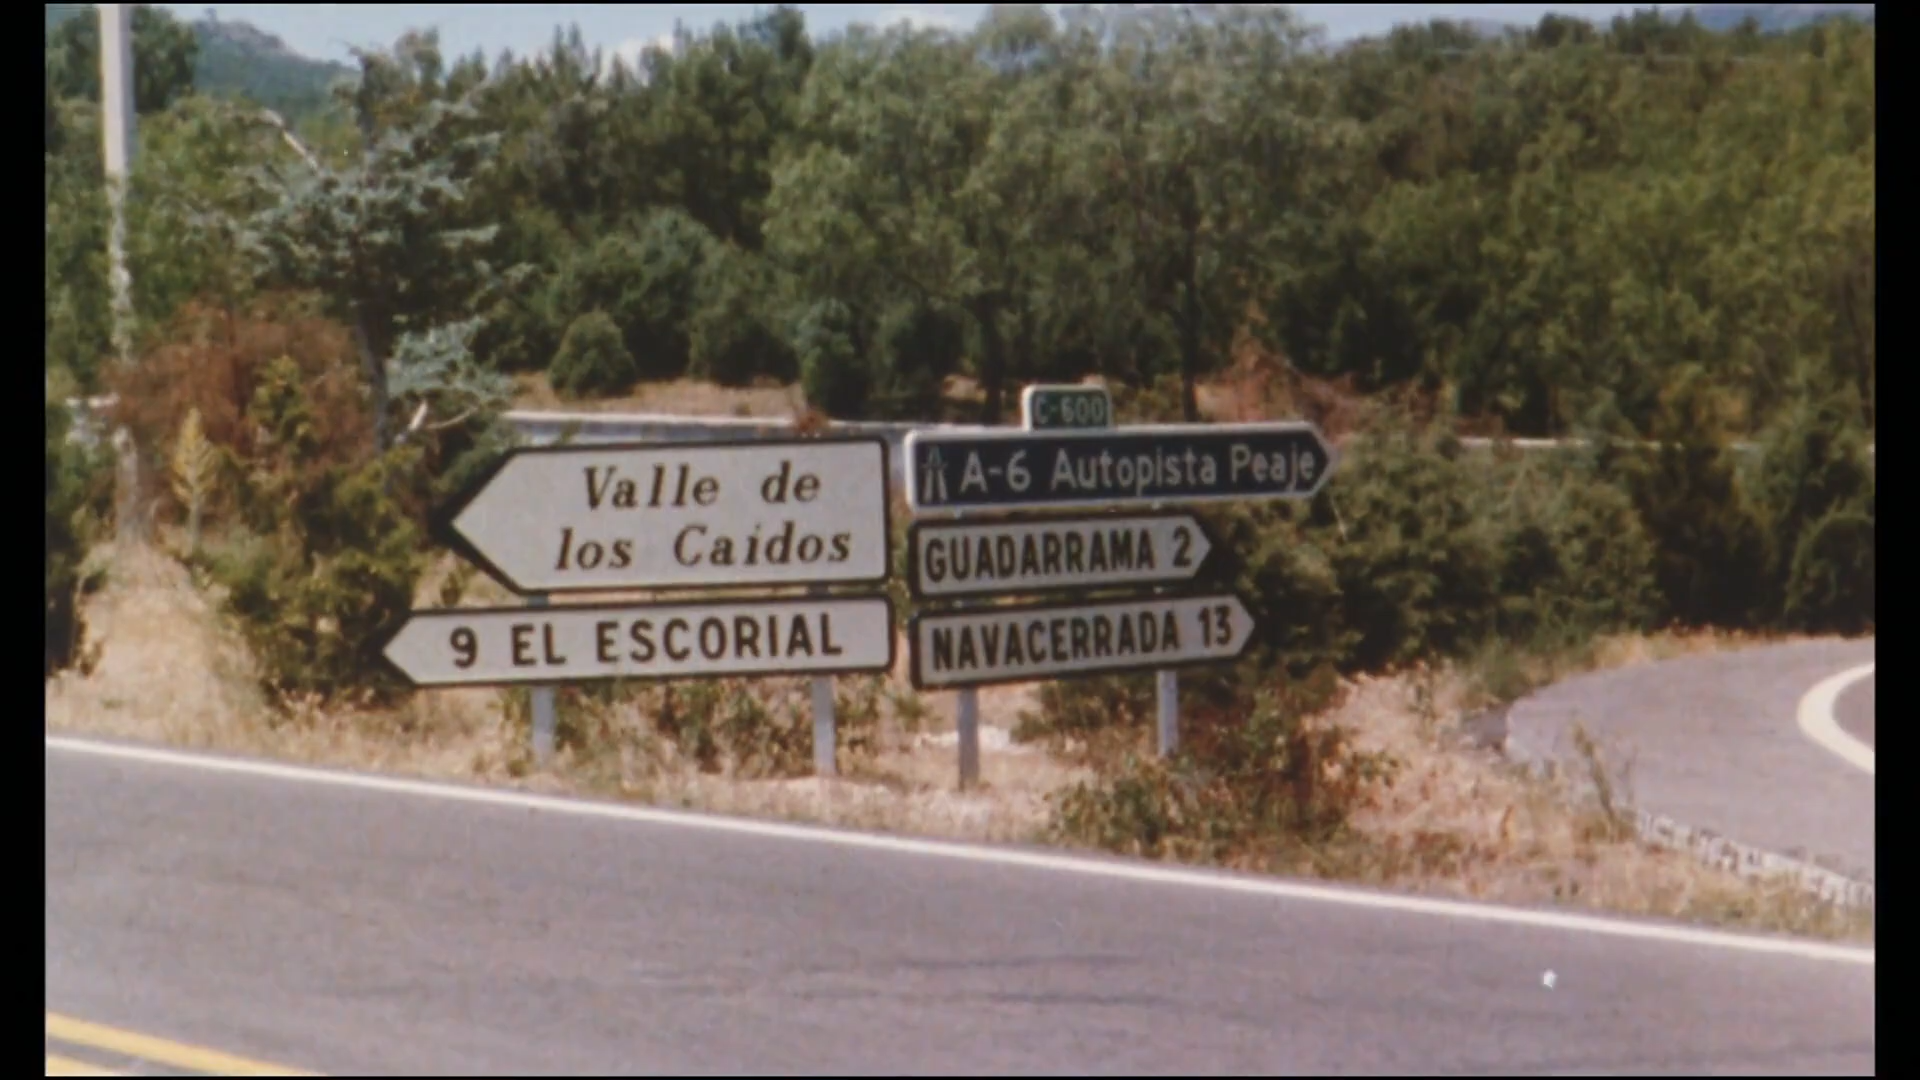 Valle de
los Caidos
9 EL ESCORIAL
C-600
A-6 Autopista Peaje
GUADARRAMA 2
NAVACERRADA 13